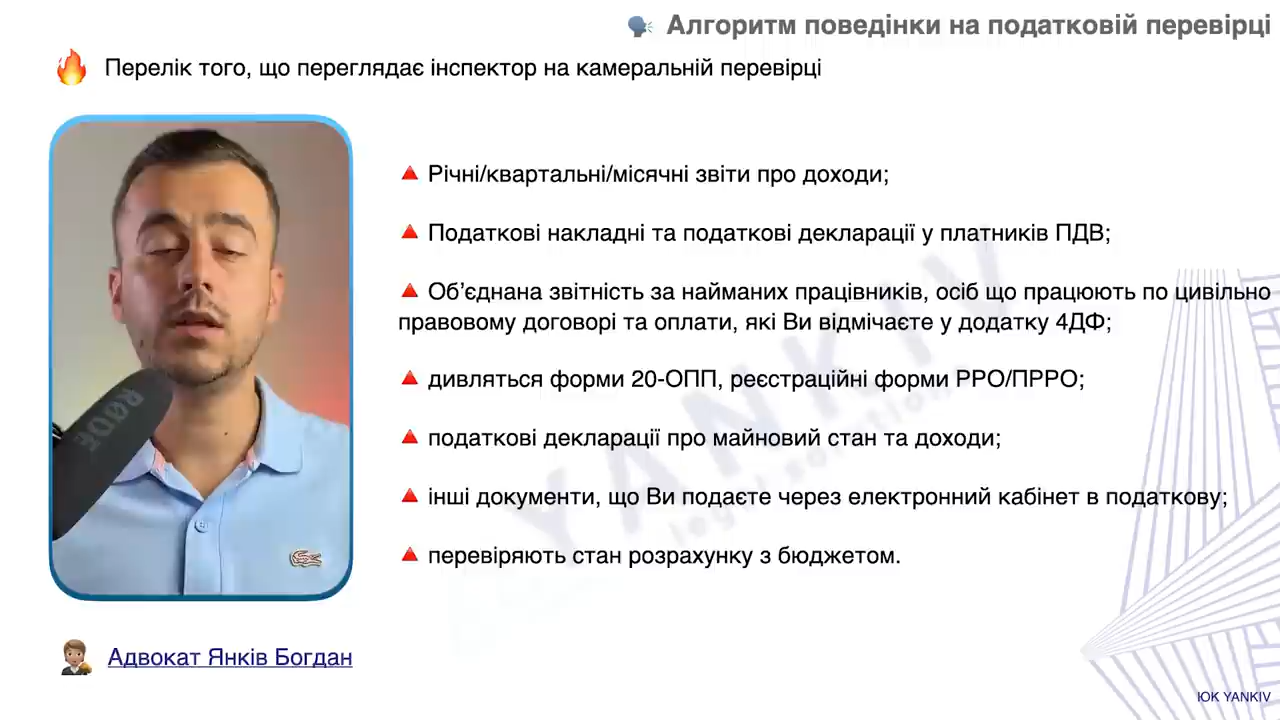 Алгоритм поведінки на податковій перевірці
Перелік того, що переглядає інспектор на камеральній перевірці
Річні/квартальні/місячні звіти про доходи;
Податкові накладні та податкові декларації у платників ПДВ;
Об’єднана звітність за найманих працівників, осіб що працюють по цивільно
правовому договорі та оплати, які Ви відмічаєте у додатку 4ДФ;
дивляться форми 20-ОПП, реєстраційні форми РРО/ПРРО;
податкові декларації про майновий стан та доходи;
інші документи, що Ви подаєте через електронний кабінет в податкову;
перевіряють стан розрахунку з бюджетом.
YANKIV
legal solution
RØDE
Адвокат Янків Богдан
ЮК YANKIV